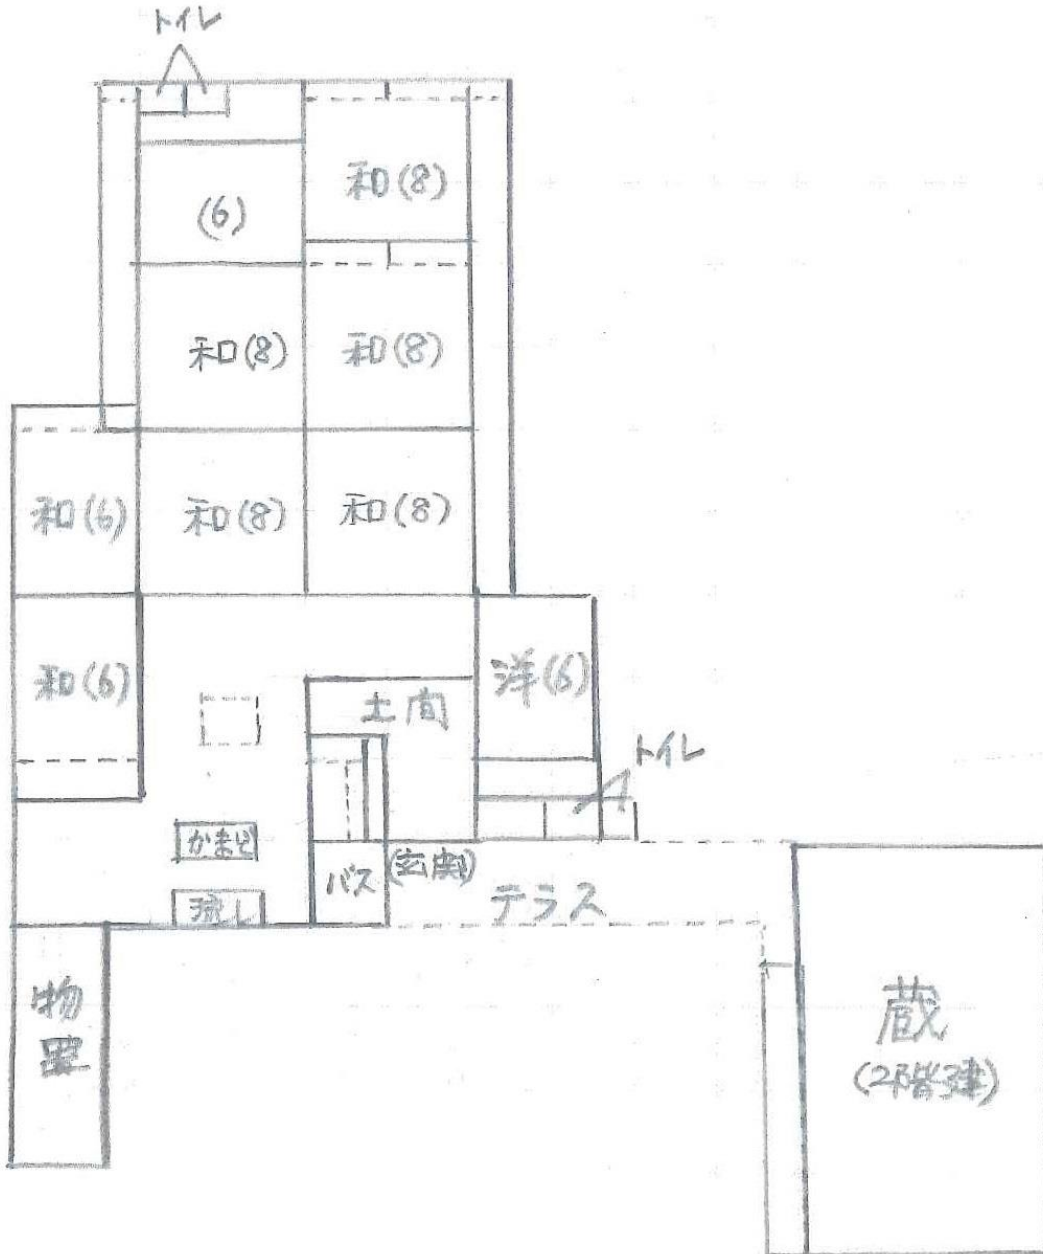 トイレ
和(8)
(6)
和(8)
和(8)
和(6)
和(8)
和(8)
和(6)
洋(6)
土間
トイレ
かまど
バス
(玄関)
流し
テラス
物
置
蔵
(2階建)